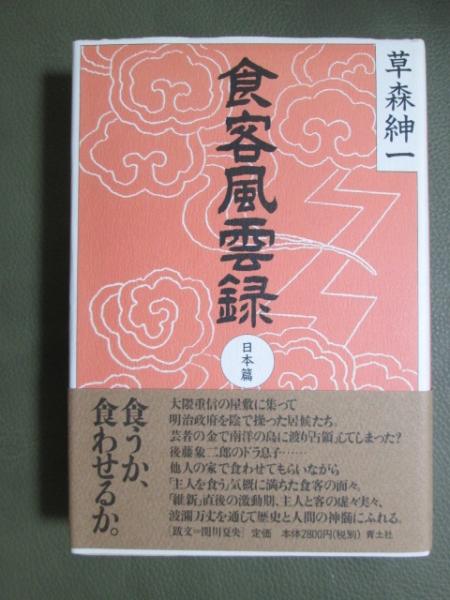 草森紳一
食客風雲録
日本篇
食うか、
食わせるか。
大隈重信の屋敷に集って
明治政府を陰で操った居候たち。
芸者の金で南洋の島に渡り占領してしまった?
後藤象二郎のドラ息子……
他人の家で食わせてもらいながら
「主人を食う」気概に満ちた食客の面々。
「維新」直後の激動期、主人と客の虚々実々、
波瀾万丈を通じて歴史と人間の神髄にふれる。
[跋文=関川夏央] 定価 本体2800円(税別) 青土社